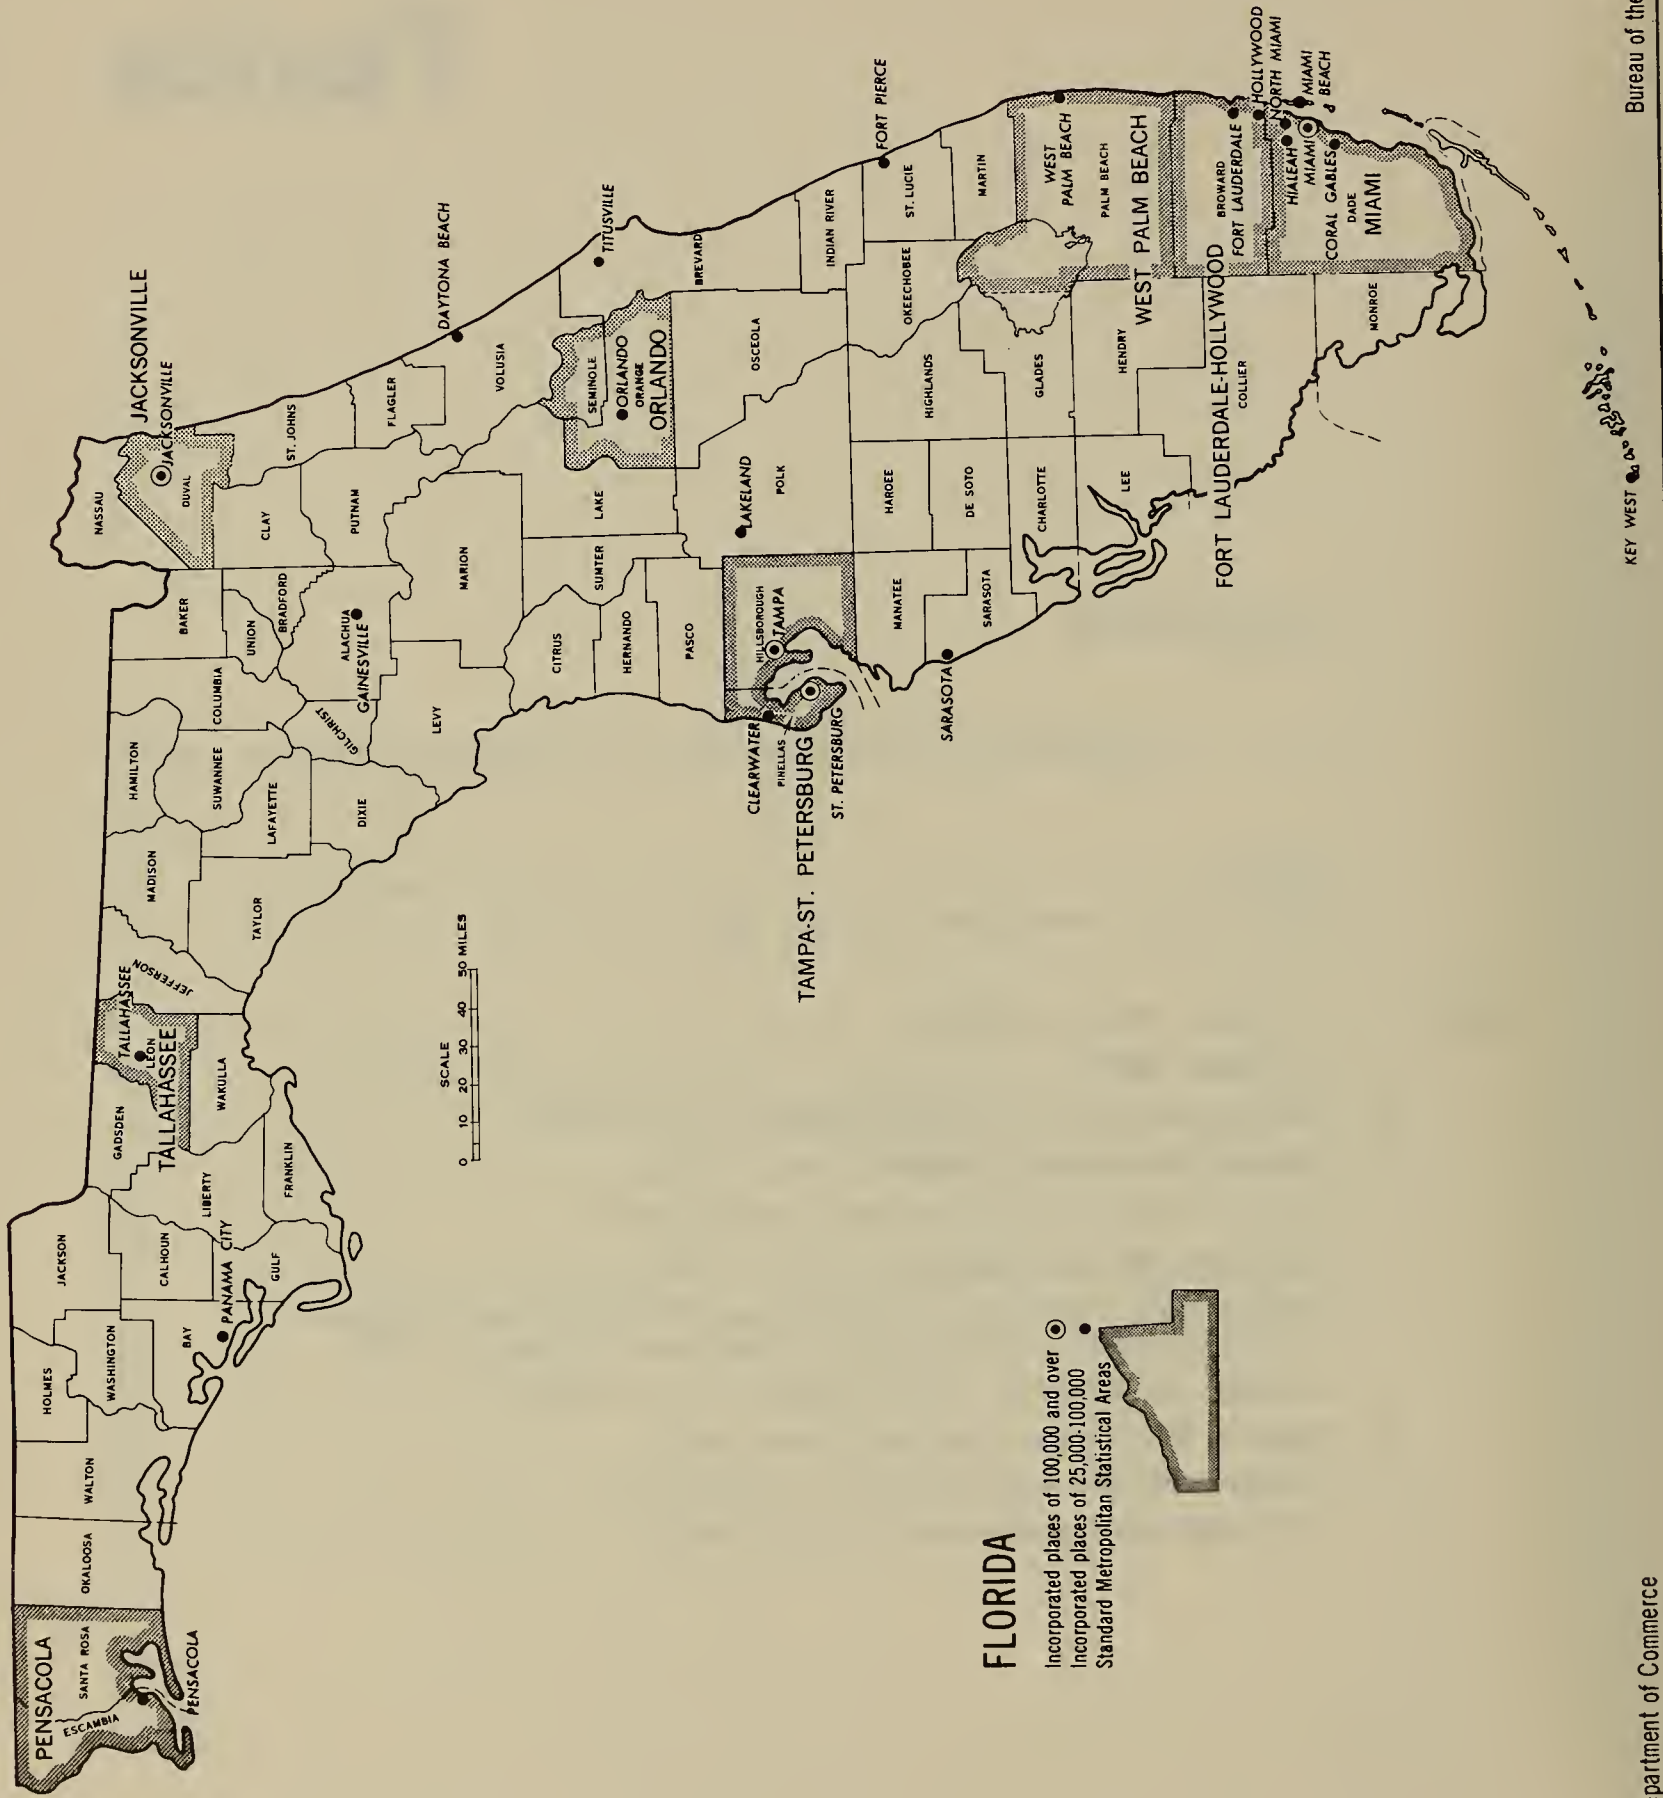 PENSACOLA
SANTA ROSA
ESCAMBIA
PENSACOLA
OKALOOSA
WALTON
HOLMES
WASHINGTON
BAY
PANAMA CITY
JACKSON
CALHOUN
GULF
LIBERTY
FRANKLIN
GADSDEN
TALLAHASSEE
LEON
TALLAHASSEE
WAKULLA
JEFFERSON
MADISON
TAYLOR
HAMILTON
SUWANNEE
LAFAYETTE
DIXIE
COLUMBIA
GILCHRIST
LEVY
BAKER
UNION
BRADFORD
ALACHUA
GAINESVILLE
NASSAU
JACKSONVILLE
JACKSONVILLE
DUVAL
CLAY
ST. JOHNS
PUTNAM
FLAGLER
MARION
VOLUSIA
DAYTONA BEACH
CITRUS
SUMTER
HERNANDO
LAKE
SEMINOLE
ORLANDO
ORANGE
ORLANDO
TITUSVILLE
BREVARD
PASCO
HILLSBOROUGH
TAMPA
CLEARWATER
PINELLAS
TAMPA-ST. PETERSBURG
ST. PETERSBURG
LAKELAND
POLK
OSCEOLA
INDIAN RIVER
MANATEE
HARDEE
HIGHLANDS
OKEECHOBEE
ST. LUCIE
FORT PIERCE
SARASOTA
SARASOTA
DE SOTO
MARTIN
CHARLOTTE
GLADES
WEST
PALM BEACH
PALM BEACH
WEST PALM BEACH
LEE
HENDRY
FORT LAUDERDALE-HOLLYWOOD
COLLIER
BROWARD
FORT LAUDERDALE
HOLLYWOOD
NORTH MIAMI
HIALEAH
MIAMI
MIAMI
BEACH
CORAL GABLES
DADE
MIAMI
MONROE
KEY WEST
SCALE
0 10 20 30 40 50 MILES
FLORIDA
Incorporated places of 100,000 and over
Incorporated places of 25,000-100,000
Standard Metropolitan Statistical Areas
partment of Commerce
Bureau of the